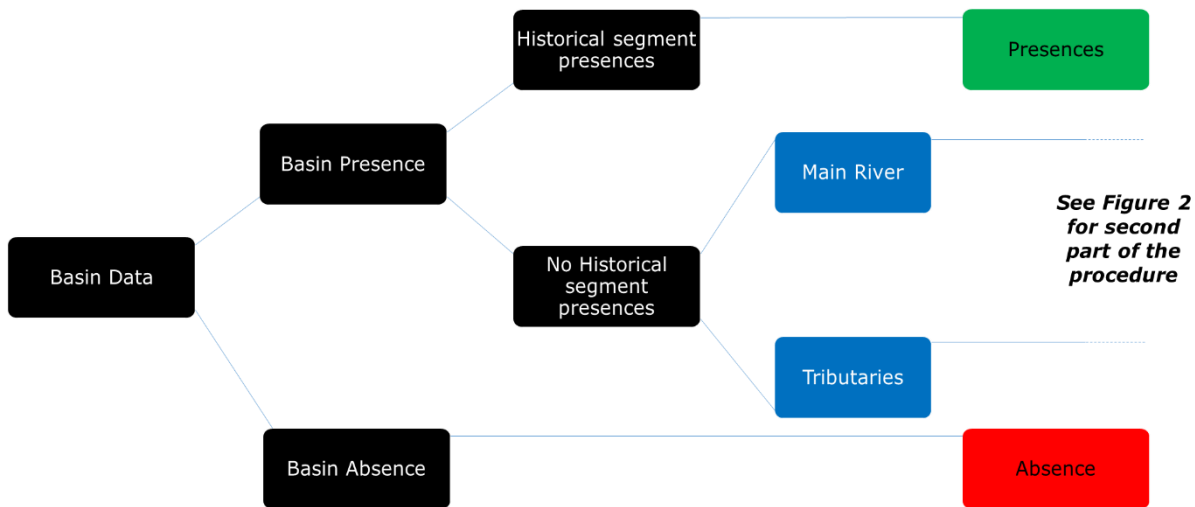 Historical segment
presences
Presences
Basin Presence
Main River
See Figure 2
for second
part of the
procedure
Basin Data
No Historical
segment
presences
Tributaries
Basin Absence
Absence